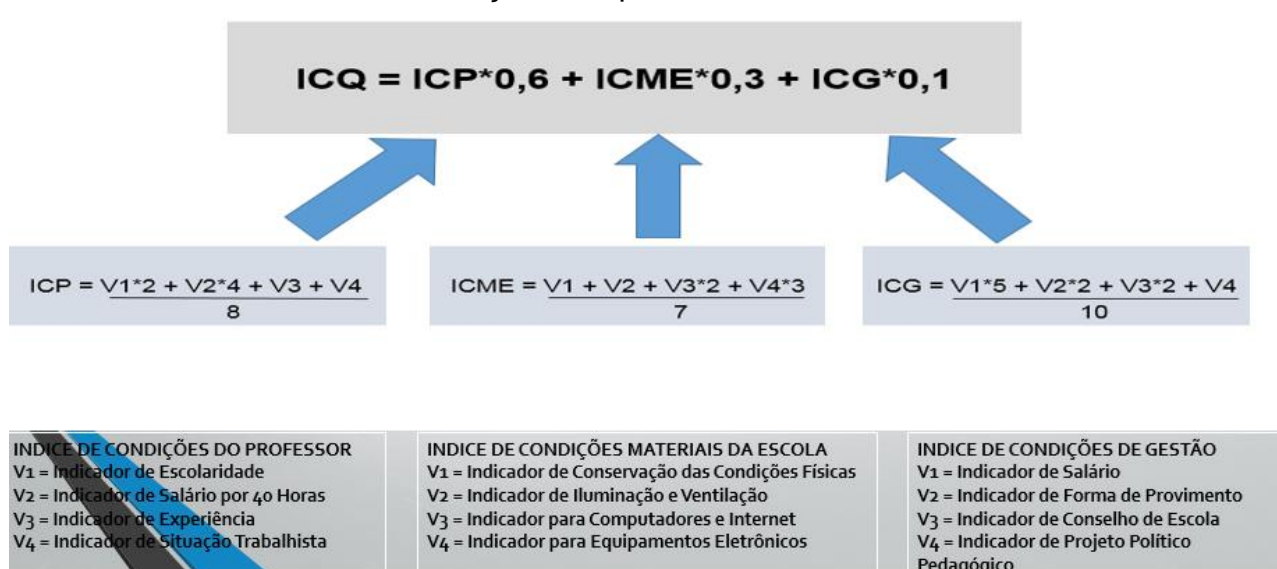 ICQ = ICP*0,6 + ICME*0,3 + ICG*0,1
ICP = V1*2 + V2*4 + V3 + V4
8
ICME = V1 + V2 + V3*2 + V4*3
7
ICG = V1*5 + V2*2 + V3*2 + V4
10
INDICE DE CONDIÇÕES DO PROFESSOR
V1 = Indicador de Escolaridade
V2 = Indicador de Salário por 40 Horas
V3 = Indicador de Experiência
V4 = Indicador de Situação Trabalhista
INDICE DE CONDIÇÕES MATERIAIS DA ESCOLA
V1 = Indicador de Conservação das Condições Físicas
V2 = Indicador de Iluminação e Ventilação
V3 = Indicador para Computadores e Internet
V4 = Indicador para Equipamentos Eletrônicos
INDICE DE CONDIÇÕES DE GESTÃO
V1 = Indicador de Salário
V2 = Indicador de Forma de Provimento
V3 = Indicador de Conselho de Escola
V4 = Indicador de Projeto Político
Pedagógico